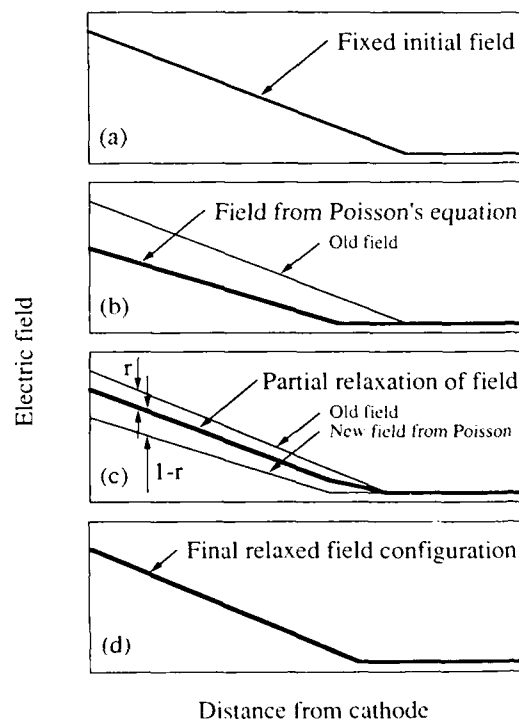 Fixed initial field
(a)
Field from Poisson's equation
Old field
(b)
r
Partial relaxation of field
Old field
New field from Poisson
1-r
(c)
Final relaxed field configuration
(d)
Electric field
Distance from cathode